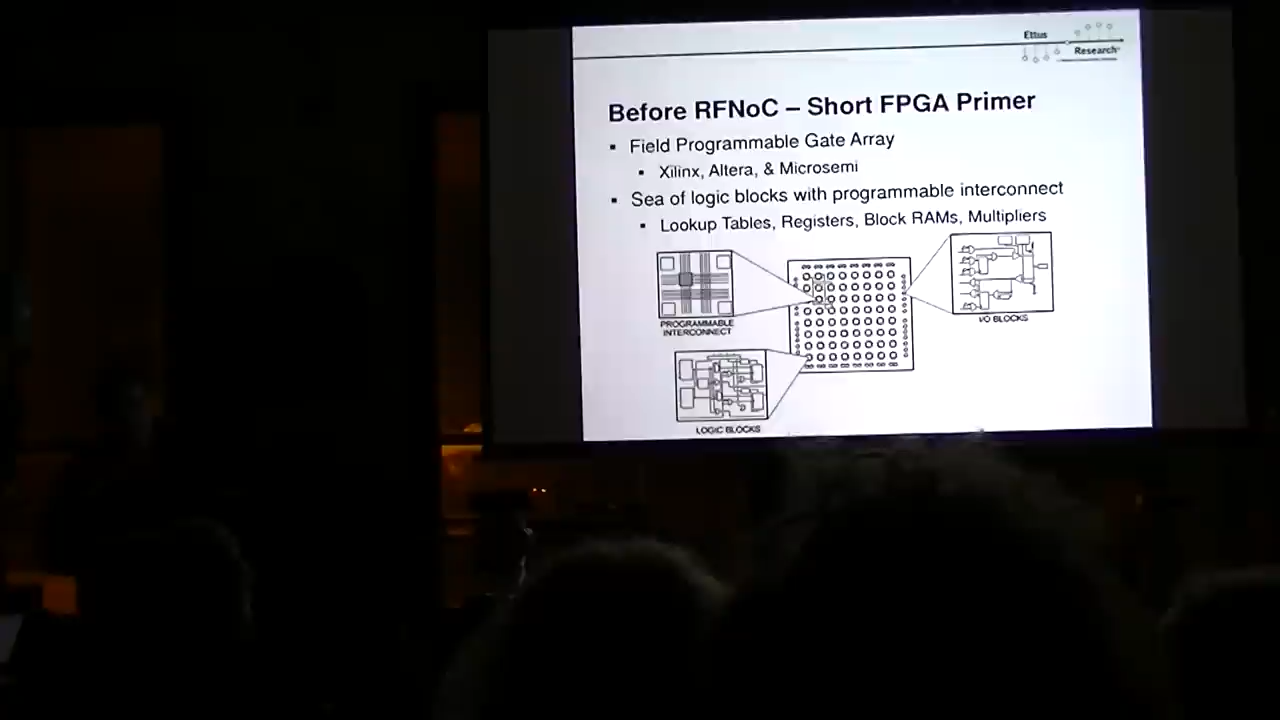 Ettus
Research
Before RFNoC – Short FPGA Primer
▪ Field Programmable Gate Array
▪ Xilinx, Altera, & Microsemi
▪ Sea of logic blocks with programmable interconnect
▪ Lookup Tables, Registers, Block RAMs, Multipliers
PROGRAMMABLE
INTERCONNECT
I/O BLOCKS
LOGIC BLOCKS